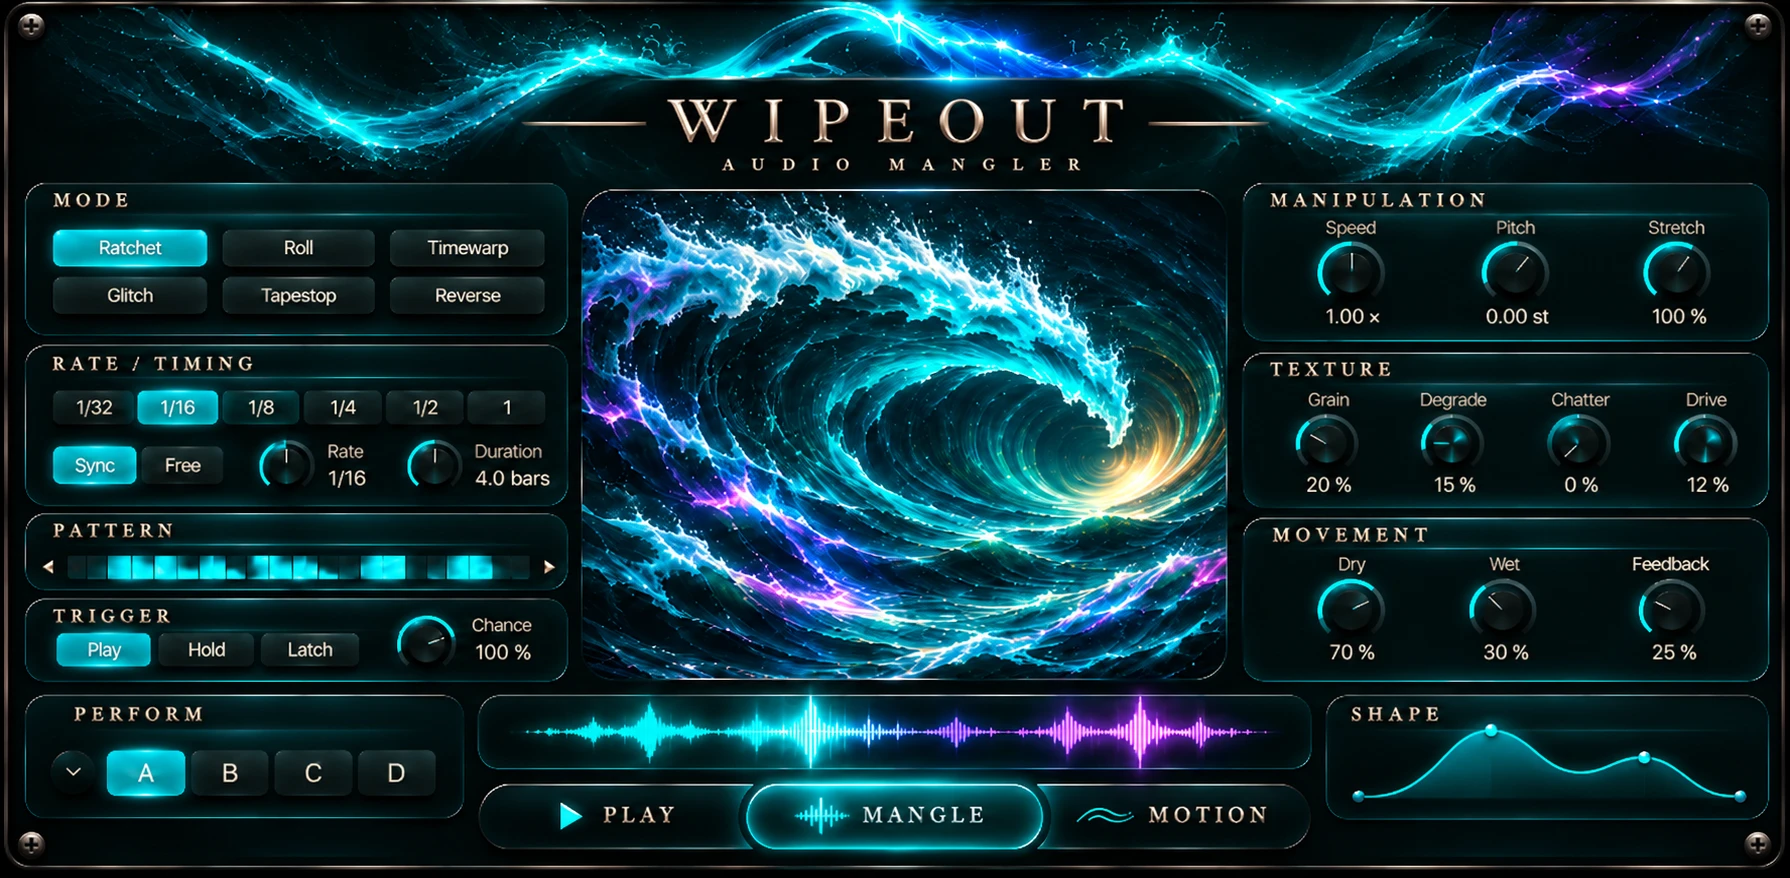 WIPEOUT
AUDIO MANGLER
MODE
Ratchet Roll Timewarp
Glitch Tapestop Reverse
RATE / TIMING
1/32 1/16 1/8 1/4 1/2 1
Sync Free Rate 1/16 Duration 4.0 bars
PATTERN
TRIGGER
Play Hold Latch Chance 100 %
PERFORM
A B C D
PLAY MANGLE MOTION
MANIPULATION
Speed Pitch Stretch
1.00 × 0.00 st 100 %
TEXTURE
Grain Degrade Chatter Drive
20 % 15 % 0 % 12 %
MOVEMENT
Dry Wet Feedback
70 % 30 % 25 %
SHAPE